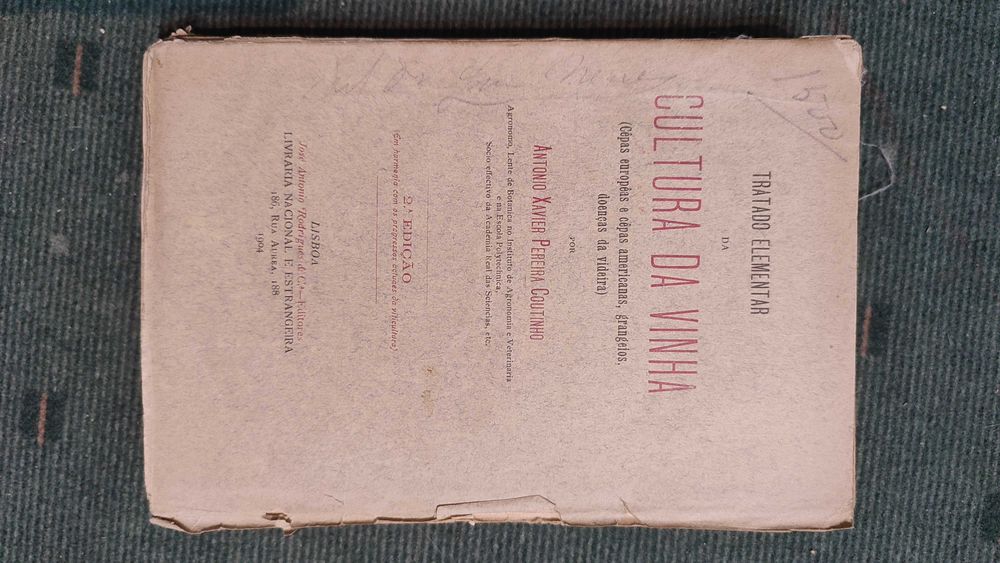 1500
TRATADO ELEMENTAR
DA
CULTURA DA VINHA
(Cêpas européas e cêpas americanas, grangeios,
doenças da videira)
POR
ANTONIO XAVIER PEREIRA COUTINHO
Agronomo, Lente de Botanica no Instituto de Agronomia e Veterinaria
e na Escola Polytechnica,
Socio effectivo da Academia Real das Sciencias, etc.
2.ª EDIÇÃO
(Em harmonia com os progressos actuaes da viticultura)
LISBOA
José Antonio Rodrigues & C.ª—Editores.
LIVRARIA NACIONAL E ESTRANGEIRA
186, RUA AUREA, 188
1904